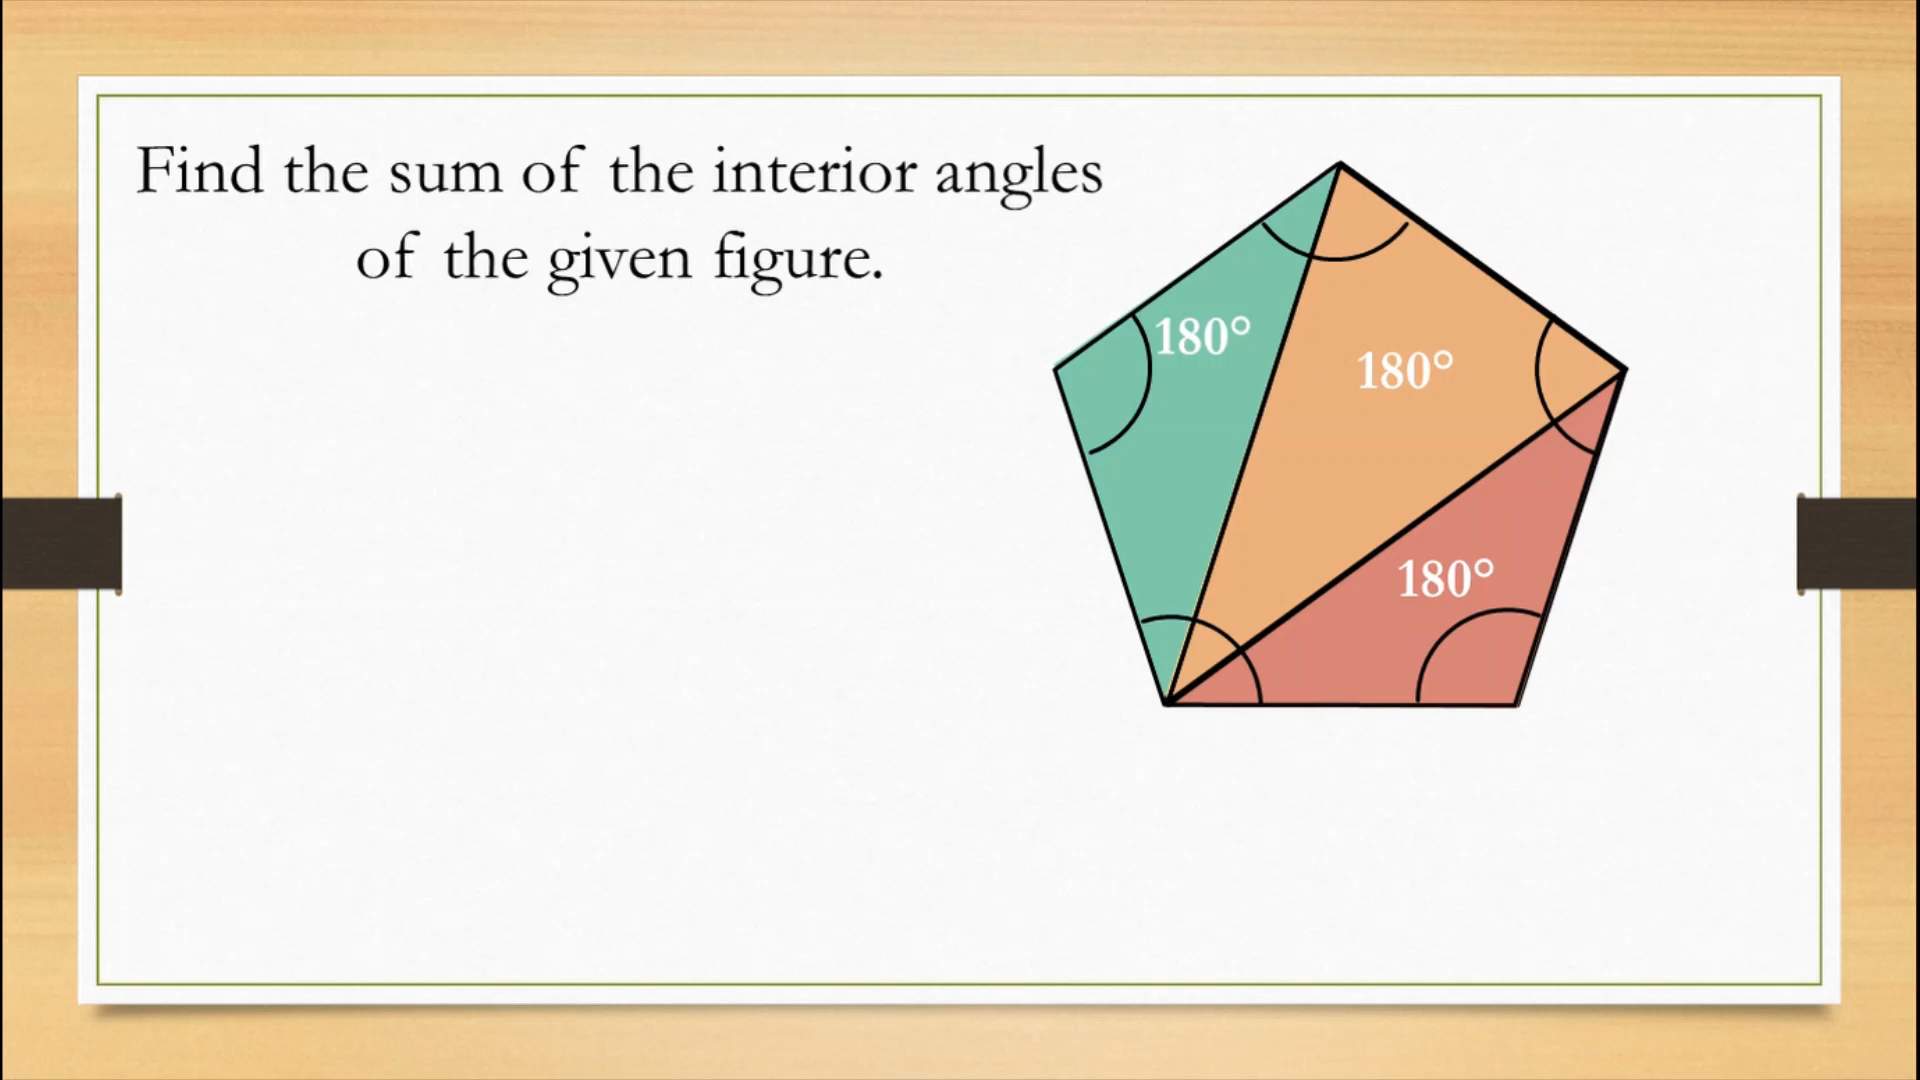 Find the sum of the interior angles
of the given figure.
180°
180°
180°